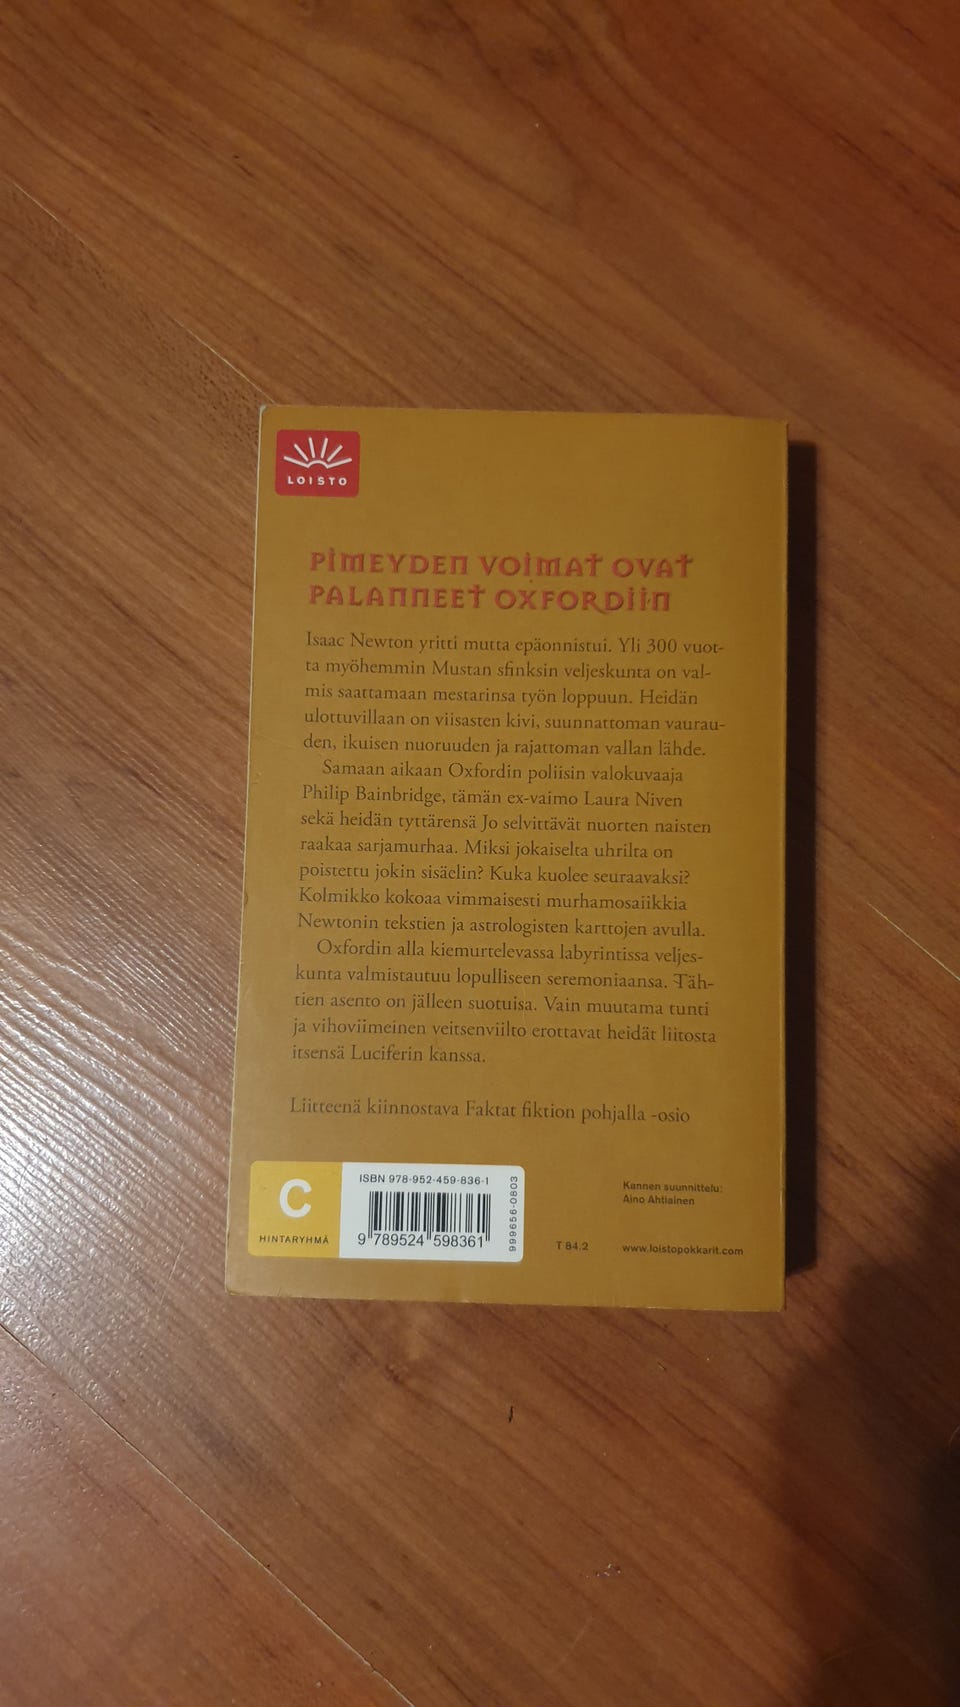 LOISTO
PIMEYDEN VOIMAT OVAT
PALANNEET OXFORDIIN
Isaac Newton yritti mutta epäonnistui. Yli 300 vuot-
ta myöhemmin Mustan sfinksin veljeskunta on val-
mis saattamaan mestarinsa työn loppuun. Heidän
ulottuvillaan on viisasten kivi, suunnattoman vaurau-
den, ikuisen nuoruuden ja rajattoman vallan lähde.
Samaan aikaan Oxfordin poliisin valokuvaaja
Philip Bainbridge, tämän ex-vaimo Laura Niven
sekä heidän tyttärensä Jo selvittävät nuorten naisten
raakaa sarjamurhaa. Miksi jokaiselta uhrilta on
poistettu jokin sisäelin? Kuka kuolee seuraavaksi?
Kolmikko kokoaa vimmaisesti murhamosaiikkia
Newtonin tekstien ja astrologisten karttojen avulla.
Oxfordin alla kiemurtelevassa labyrintissa veljes-
kunta valmistautuu lopulliseen seremoniaansa. Täh-
tien asento on jälleen suotuisa. Vain muutama tunti
ja vihoviimeinen veitsenviilto erottavat heidät liitosta
itsensä Luciferin kanssa.
Liitteenä kiinnostava Faktat fiktion pohjalla -osio
C
HINTARYHMÄ
ISBN 978-952-459-836-1
9 789524 598361
999656-0803
T 84.2
Kannen suunnittelu:
Aino Ahtiainen
www.loistopokkarit.com